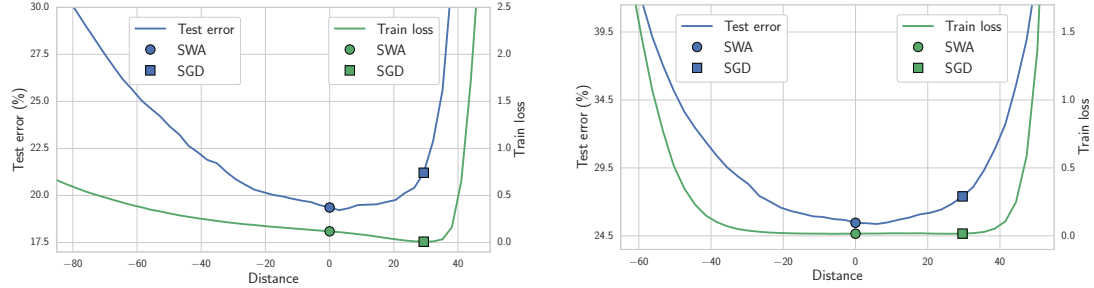 30.0
27.5
25.0
22.5
20.0
17.5
Test error (%)
−80
−60
−40
−20
0
20
40
Distance
2.5
2.0
1.5
1.0
0.5
0.0
Train loss
Test error
SWA
SGD
Train loss
SWA
SGD
39.5
34.5
29.5
24.5
Test error (%)
−60
−40
−20
0
20
40
Distance
1.5
1.0
0.5
0.0
Train loss
Test error
SWA
SGD
Train loss
SWA
SGD